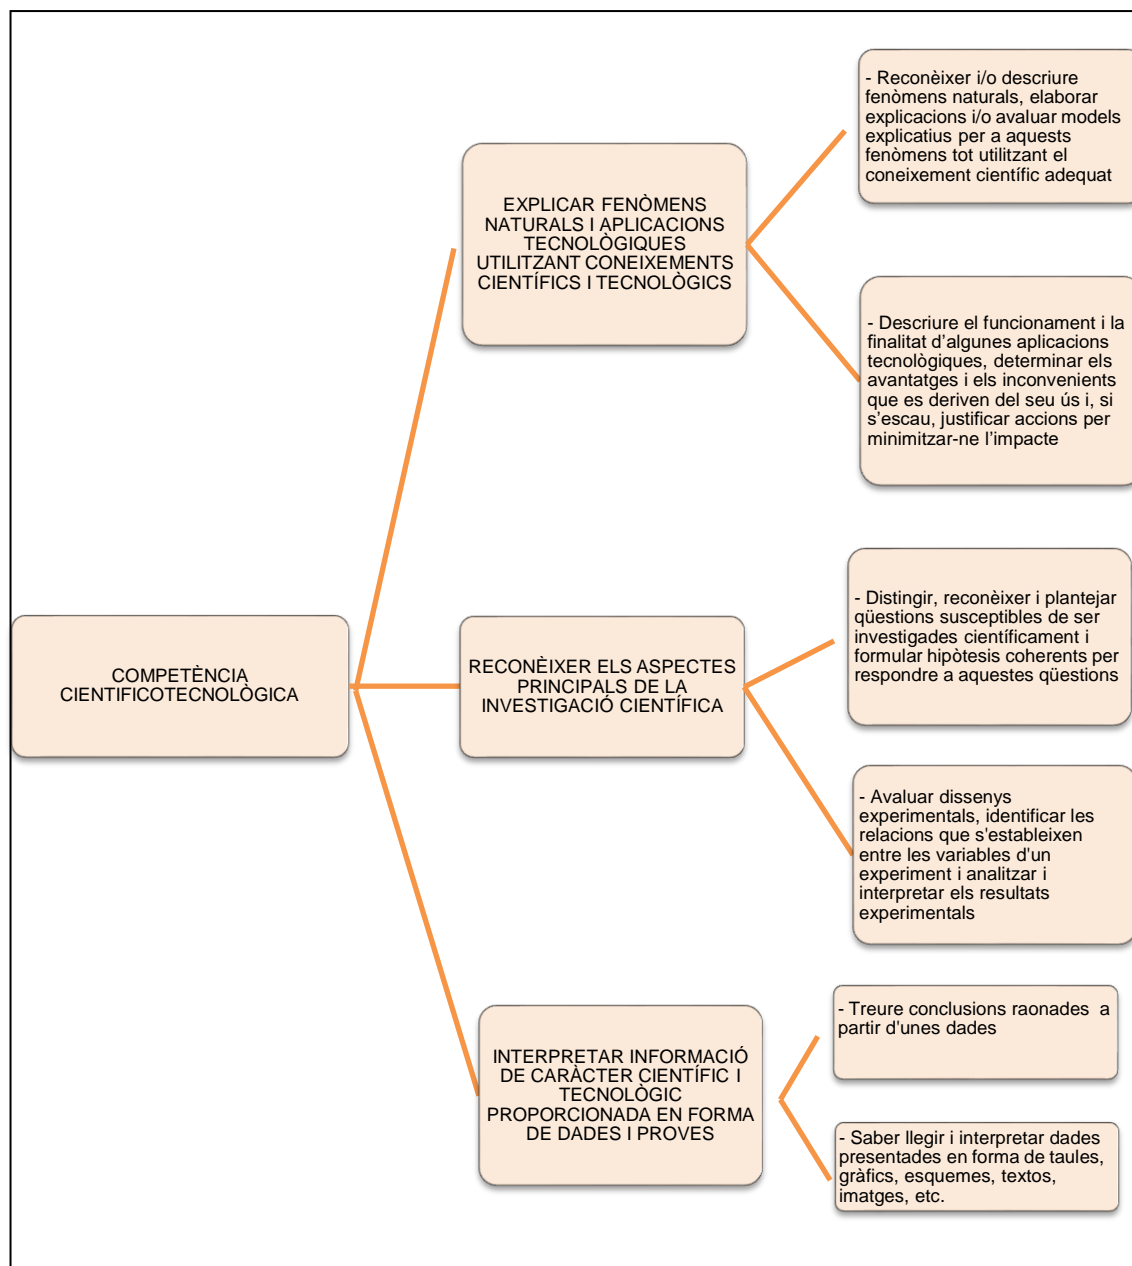 COMPETÈNCIA
CIENTIFICOTECNOLÒGICA
EXPLICAR FENÒMENS
NATURALS I APLICACIONS
TECNOLÒGIQUES
UTILITZANT CONEIXEMENTS
CIENTÍFICS I TECNOLÒGICS
- Reconèixer i/o descriure
fenòmens naturals, elaborar
explicacions i/o avaluar models
explicatius per a aquests
fenòmens tot utilitzant el
coneixement científic adequat
- Descriure el funcionament i la
finalitat d’algunes aplicacions
tecnològiques, determinar els
avantatges i els inconvenients
que es deriven del seu ús i, si
s’escau, justificar accions per
minimitzar-ne l’impacte
RECONÈIXER ELS ASPECTES
PRINCIPALS DE LA
INVESTIGACIÓ CIENTÍFICA
- Distingir, reconèixer i plantejar
qüestions susceptibles de ser
investigades científicament i
formular hipòtesis coherents per
respondre a aquestes qüestions
- Avaluar dissenys
experimentals, identificar les
relacions que s'estableixen
entre les variables d'un
experiment i analitzar i
interpretar els resultats
experimentals
INTERPRETAR INFORMACIÓ
DE CARÀCTER CIENTÍFIC I
TECNOLÒGIC
PROPORCIONADA EN FORMA
DE DADES I PROVES
- Treure conclusions raonades  a
partir d'unes dades
- Saber llegir i interpretar dades
presentades en forma de taules,
gràfics, esquemes, textos,
imatges, etc.